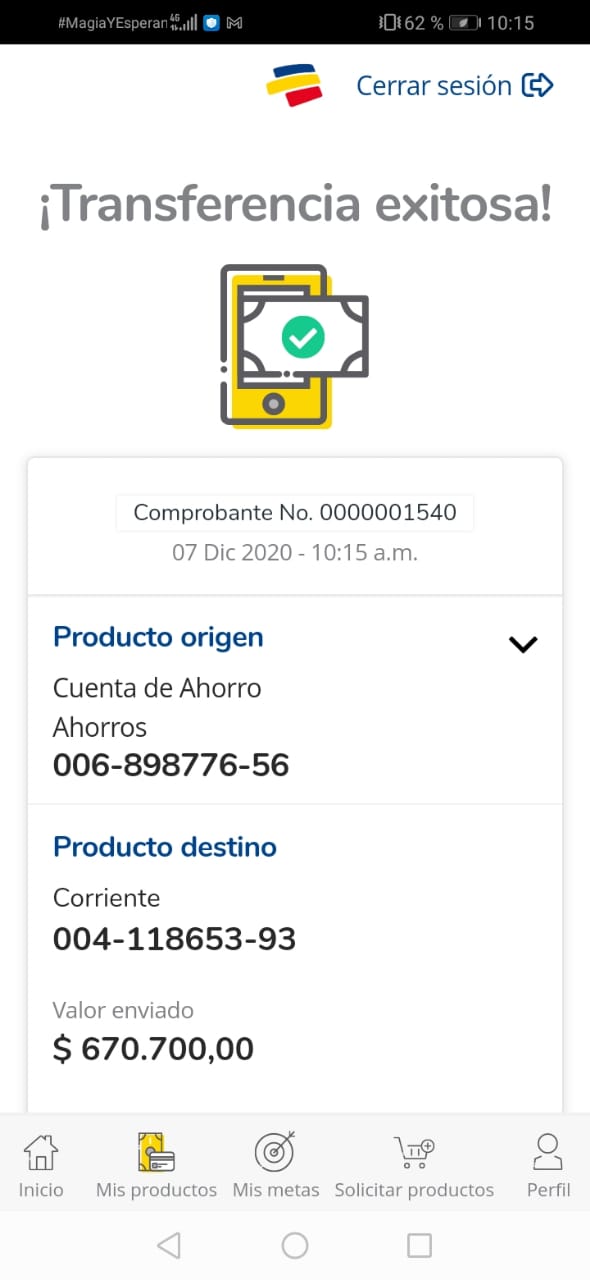 #MagiaYEsperan 4G 62 % 10:15
Cerrar sesión
¡Transferencia exitosa!
Comprobante No. 0000001540
07 Dic 2020 - 10:15 a.m.
Producto origen
Cuenta de Ahorro
Ahorros
006-898776-56
Producto destino
Corriente
004-118653-93
Valor enviado
$ 670.700,00
Inicio Mis productos Mis metas Solicitar productos Perfil